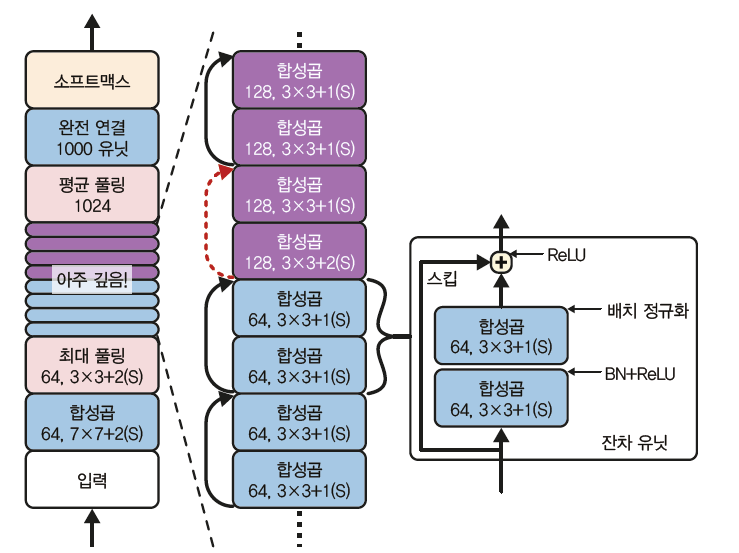 소프트맥스
완전 연결
1000 유닛
평균 풀링
1024
아주 깊음!
최대 풀링
64, 3×3+2(S)
합성곱
64, 7×7+2(S)
입력
합성곱
128, 3×3+1(S)
합성곱
128, 3×3+1(S)
합성곱
128, 3×3+1(S)
합성곱
128, 3×3+2(S)
합성곱
64, 3×3+1(S)
합성곱
64, 3×3+1(S)
합성곱
64, 3×3+1(S)
합성곱
64, 3×3+1(S)
ReLU
+
스킵
배치 정규화
합성곱
64, 3×3+1(S)
BN+ReLU
합성곱
64, 3×3+1(S)
잔차 유닛